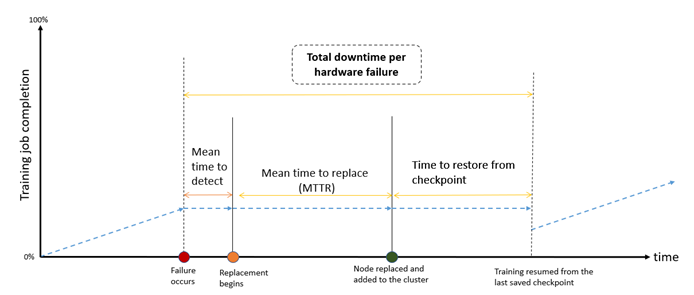 100%
Total downtime per
hardware failure
Training job completion
Mean
time to
detect
Mean time to replace
(MTTR)
Time to restore from
checkpoint
0%
time
Failure
occurs
Replacement
begins
Node replaced and
added to the cluster
Training resumed from the
last saved checkpoint